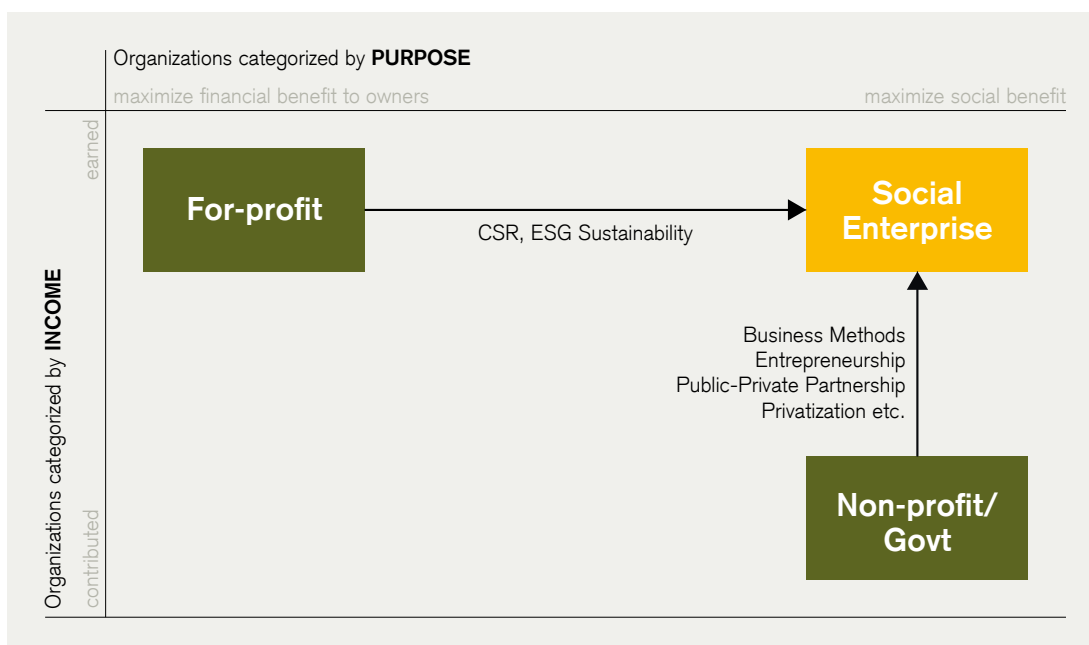 Organizations categorized by PURPOSE
maximize financial benefit to owners
maximize social benefit
Organizations categorized by INCOME
earned
contributed
For-profit
CSR, ESG Sustainability
Social
Enterprise
Business Methods
Entrepreneurship
Public-Private Partnership
Privatization etc.
Non-profit/
Govt